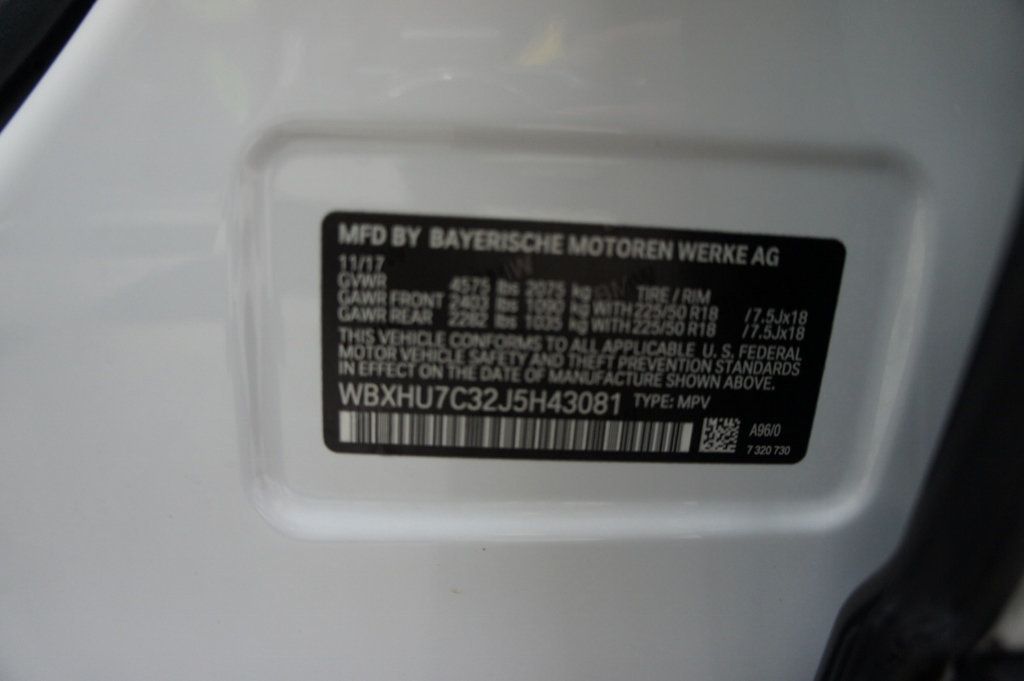 MFD BY BAYERISCHE MOTOREN WERKE AG
11/17
GVWR 4575 lbs 2075 kg TIRE / RIM
GAWR FRONT 2403 lbs 1090 kg WITH 225/50 R18 /7.5Jx18
GAWR REAR 2282 lbs 1035 kg WITH 225/50 R18 /7.5Jx18
THIS VEHICLE CONFORMS TO ALL APPLICABLE U. S. FEDERAL
MOTOR VEHICLE SAFETY AND THEFT PREVENTION STANDARDS
IN EFFECT ON THE DATE OF MANUFACTURE SHOWN ABOVE.
WBXHU7C32J5H43081 TYPE: MPV
A96/0
7 320 730